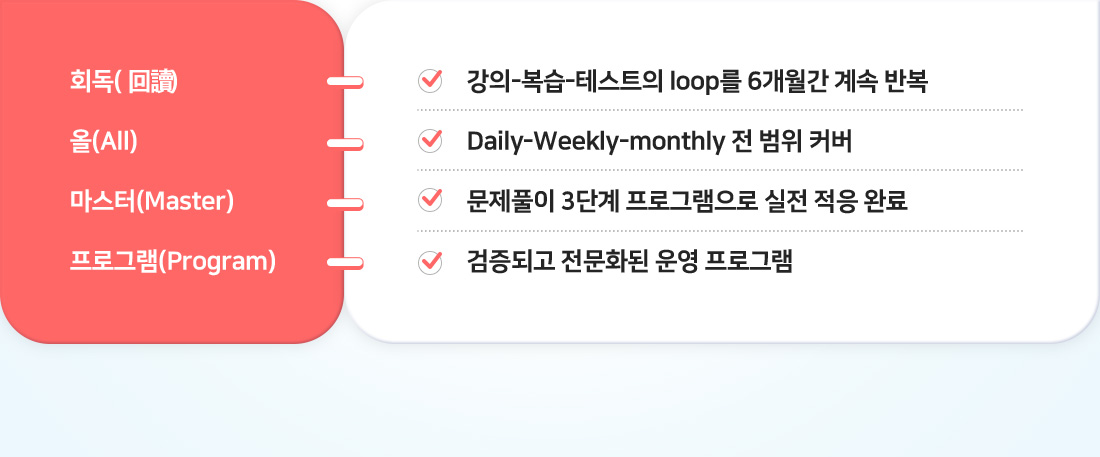 회독( 回讀)
강의-복습-테스트의 loop를 6개월간 계속 반복
올(All)
Daily-Weekly-monthly 전 범위 커버
마스터(Master)
문제풀이 3단계 프로그램으로 실전 적응 완료
프로그램(Program)
검증되고 전문화된 운영 프로그램